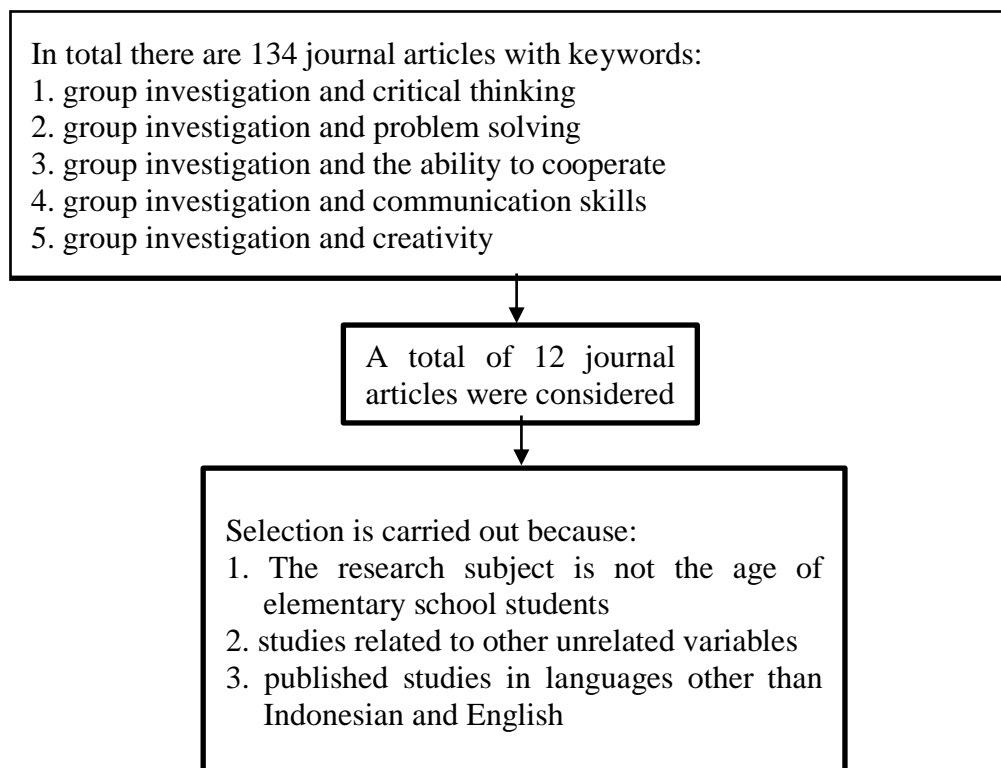 In total there are 134 journal articles with keywords:
1. group investigation and critical thinking
2. group investigation and problem solving
3. group investigation and the ability to cooperate
4. group investigation and communication skills
5. group investigation and creativity
A total of 12 journal
articles were considered
Selection is carried out because:
1. The research subject is not the age of
elementary school students
2. studies related to other unrelated variables
3. published studies in languages other than
Indonesian and English